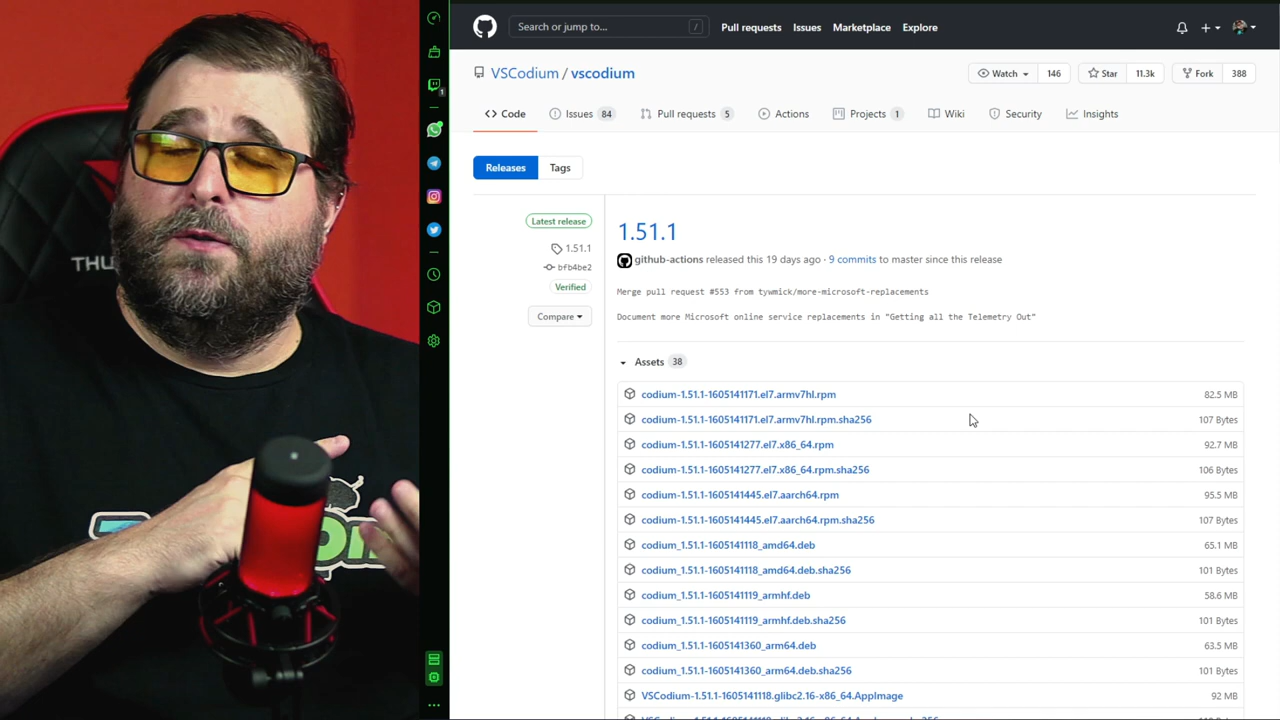 THU
1
Search or jump to... /
Pull requests Issues Marketplace Explore
VSCodium / vscodium
Watch 146 Star 11.3k Fork 388
Code Issues 84 Pull requests 5 Actions Projects 1 Wiki Security Insights
Releases Tags
Latest release
1.51.1
bfb4be2
Verified
Compare
1.51.1
github-actions released this 19 days ago · 9 commits to master since this release
Merge pull request #553 from tywmick/more-microsoft-replacements
Document more Microsoft online service replacements in "Getting all the Telemetry Out"
Assets 38
codium-1.51.1-1605141171.el7.armv7hl.rpm 82.5 MB
codium-1.51.1-1605141171.el7.armv7hl.rpm.sha256 107 Bytes
codium-1.51.1-1605141277.el7.x86_64.rpm 92.7 MB
codium-1.51.1-1605141277.el7.x86_64.rpm.sha256 106 Bytes
codium-1.51.1-1605141445.el7.aarch64.rpm 95.5 MB
codium-1.51.1-1605141445.el7.aarch64.rpm.sha256 107 Bytes
codium_1.51.1-1605141118_amd64.deb 65.1 MB
codium_1.51.1-1605141118_amd64.deb.sha256 101 Bytes
codium_1.51.1-1605141119_armhf.deb 58.6 MB
codium_1.51.1-1605141119_armhf.deb.sha256 101 Bytes
codium_1.51.1-1605141360_arm64.deb 63.5 MB
codium_1.51.1-1605141360_arm64.deb.sha256 101 Bytes
VSCodium-1.51.1-1605141118.glibc2.16-x86_64.AppImage 92 MB